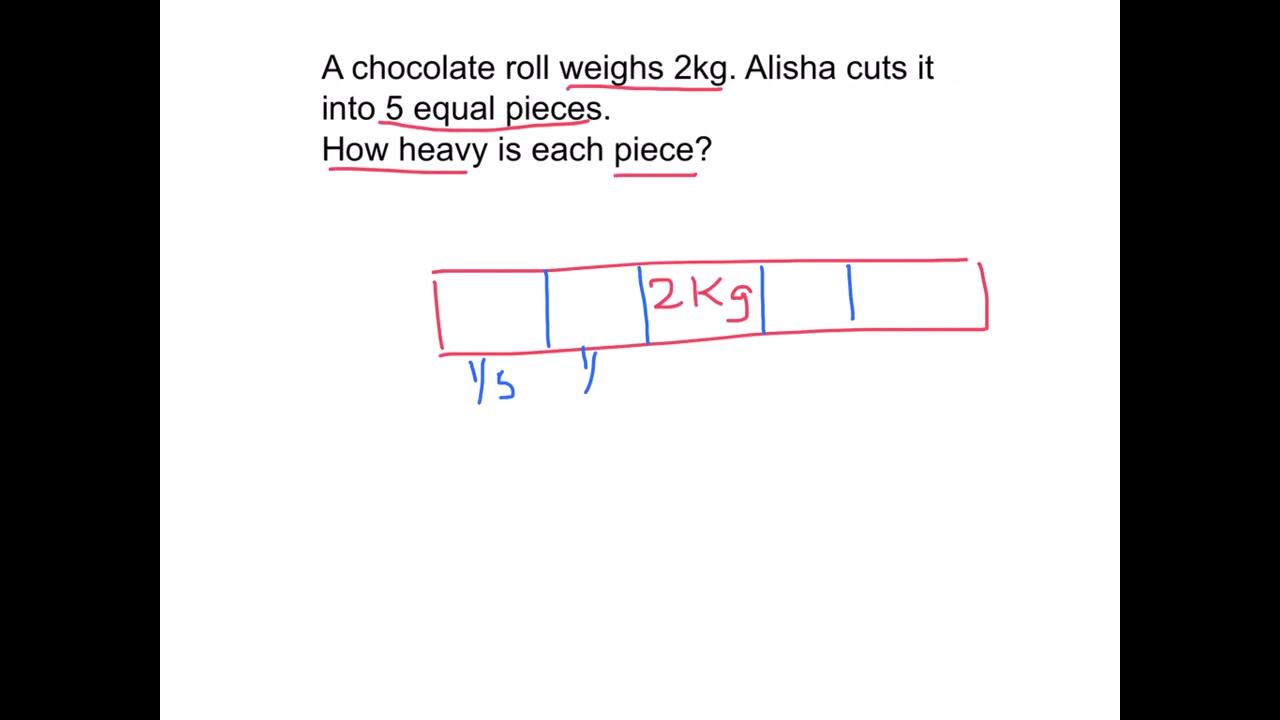 A chocolate roll weighs 2kg. Alisha cuts it
into 5 equal pieces.
How heavy is each piece?
2Kg
1/5 1/